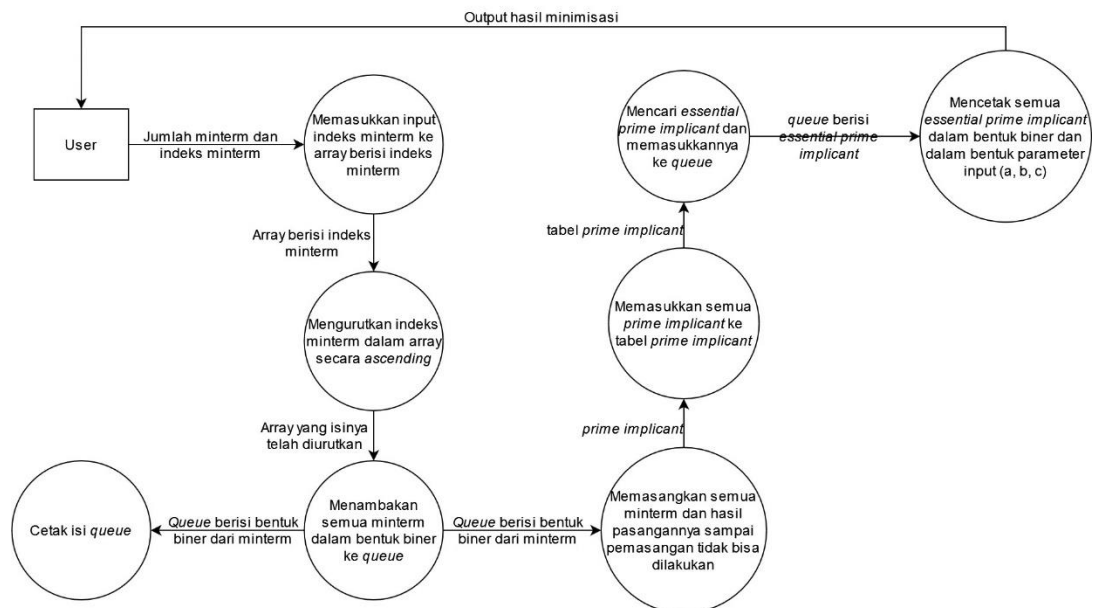 Output hasil minimisasi
User
Jumlah minterm dan
indeks minterm
Memasukkan input
indeks minterm ke
array berisi indeks
minterm
Array berisi indeks
minterm
Mengurutkan indeks
minterm dalam array
secara ascending
Array yang isinya
telah diurutkan
Menambakan
semua minterm
dalam bentuk biner
ke queue
Queue berisi bentuk
biner dari minterm
Cetak isi queue
Queue berisi bentuk
biner dari minterm
Memasangkan semua
minterm dan hasil
pasangannya sampai
pemasangan tidak bisa
dilakukan
prime implicant
Memasukkan semua
prime implicant ke
tabel prime implicant
tabel prime implicant
Mencari essential
prime implicant dan
memasukkannya
ke queue
queue berisi
essential prime
implicant
Mencetak semua
essential prime implicant
dalam bentuk biner dan
dalam bentuk parameter
input (a, b, c)